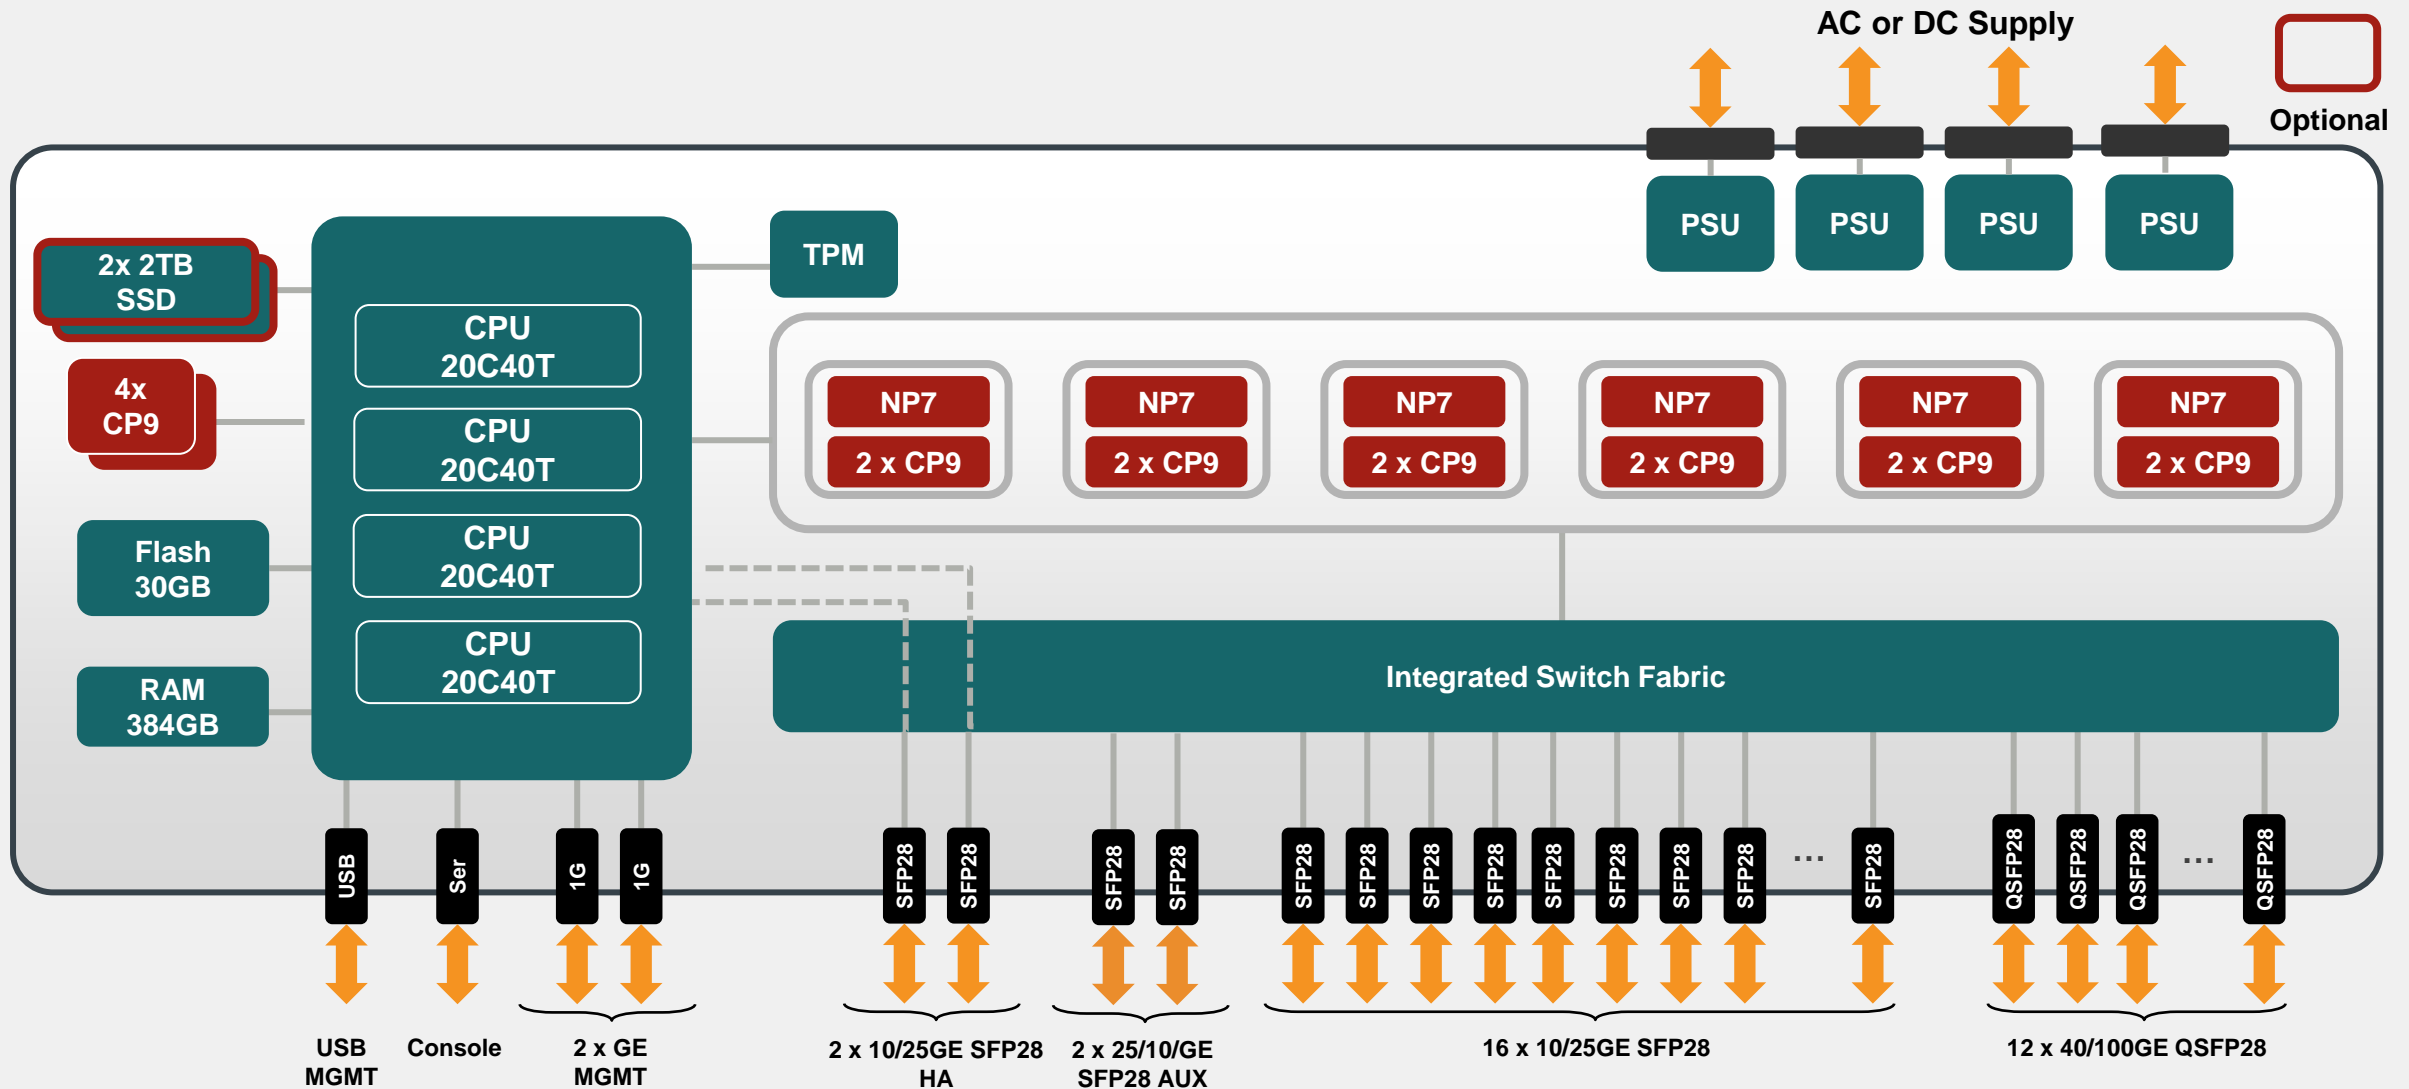 AC or DC Supply
Optional
PSU
PSU
PSU
PSU
2x 2TB
SSD
4x
CP9
Flash
30GB
RAM
384GB
CPU
20C40T
CPU
20C40T
CPU
20C40T
CPU
20C40T
TPM
NP7
2 x CP9
NP7
2 x CP9
NP7
2 x CP9
NP7
2 x CP9
NP7
2 x CP9
NP7
2 x CP9
Integrated Switch Fabric
USB
Ser
1G
1G
SFP28
SFP28
SFP28
SFP28
SFP28
SFP28
SFP28
SFP28
SFP28
SFP28
SFP28
SFP28
...
SFP28
QSFP28
QSFP28
QSFP28
...
QSFP28
USB
MGMT
Console
2 x GE
MGMT
2 x 10/25GE SFP28
HA
2 x 25/10/GE
SFP28 AUX
16 x 10/25GE SFP28
12 x 40/100GE QSFP28